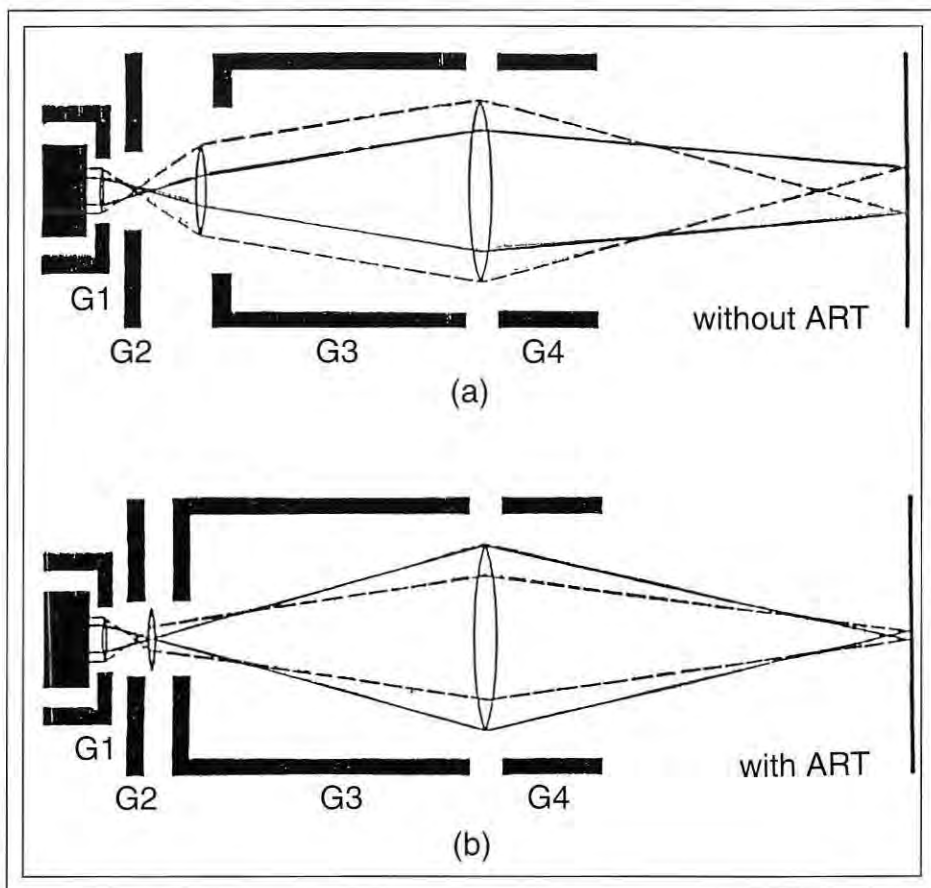 G1
without ART
G2 G3 G4
(a)
G1
with ART
G2 G3 G4
(b)